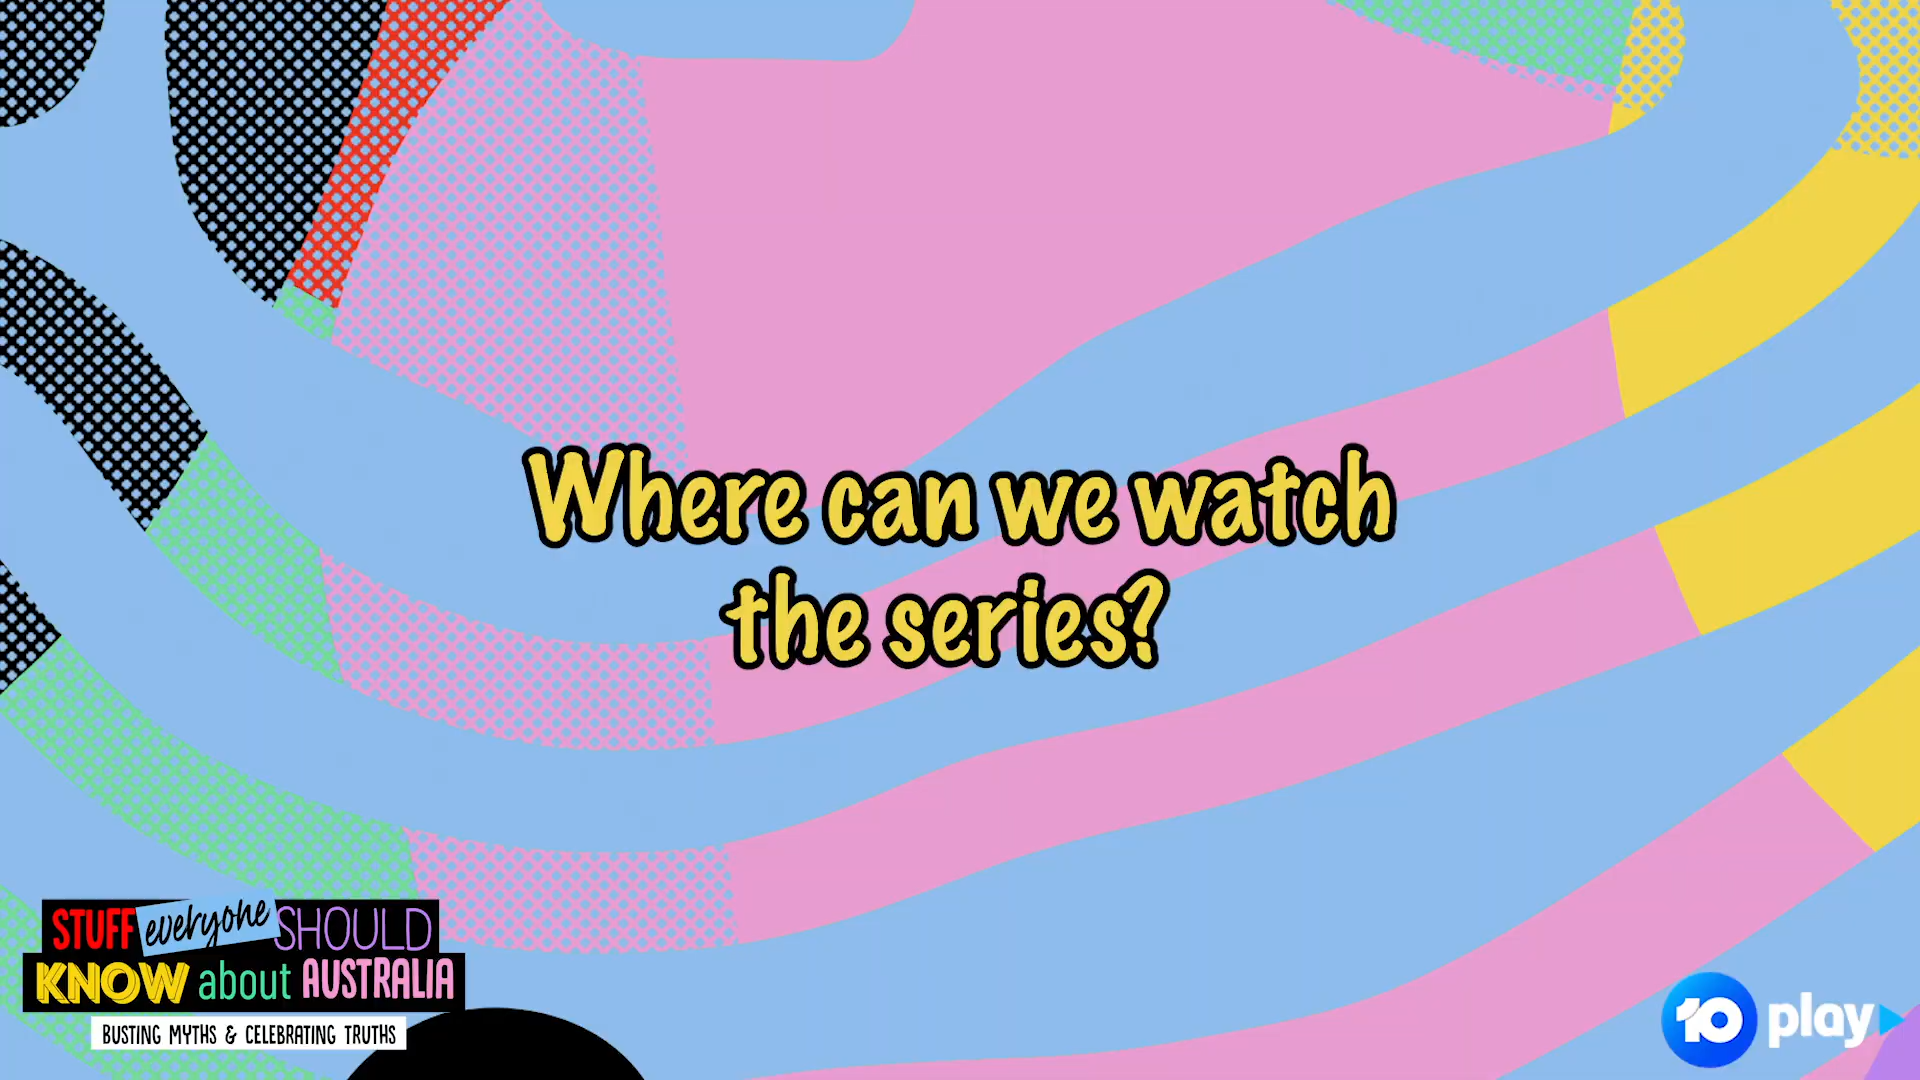 Where can we watch
the series?
STUFF everyone SHOULD
KNOW about AUSTRALIA
BUSTING MYTHS & CELEBRATING TRUTHS
10 play